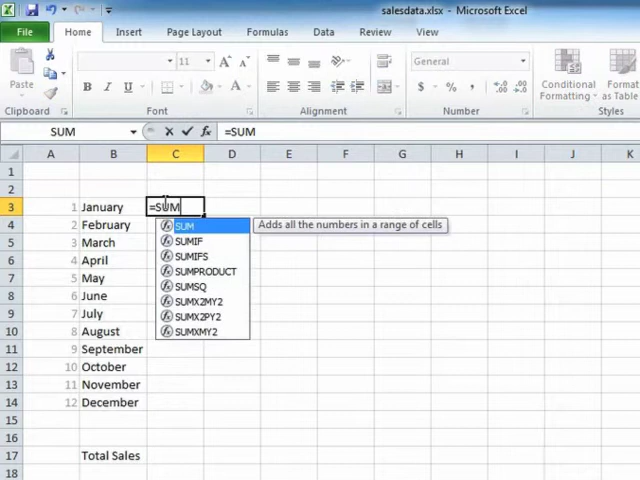 salesdata.xlsx - Microsoft Excel
File Home Insert Page Layout Formulas Data Review View
11 A A
Paste B I U A $ % , Conditional Format
Formatting as Table
Clipboard Font Alignment Number Styles
SUM fx =SUM
A B C D E F G H I J K
1
2
3 1 January =SUM
4 2 February SUM Adds all the numbers in a range of cells
5 3 March SUMIF
6 4 April SUMIFS
7 5 May SUMPRODUCT
8 6 June SUMSQ
9 7 July SUMX2MY2
10 8 August SUMX2PY2
11 9 September SUMXMY2
12 10 October
13 11 November
14 12 December
15
16
17 Total Sales
18